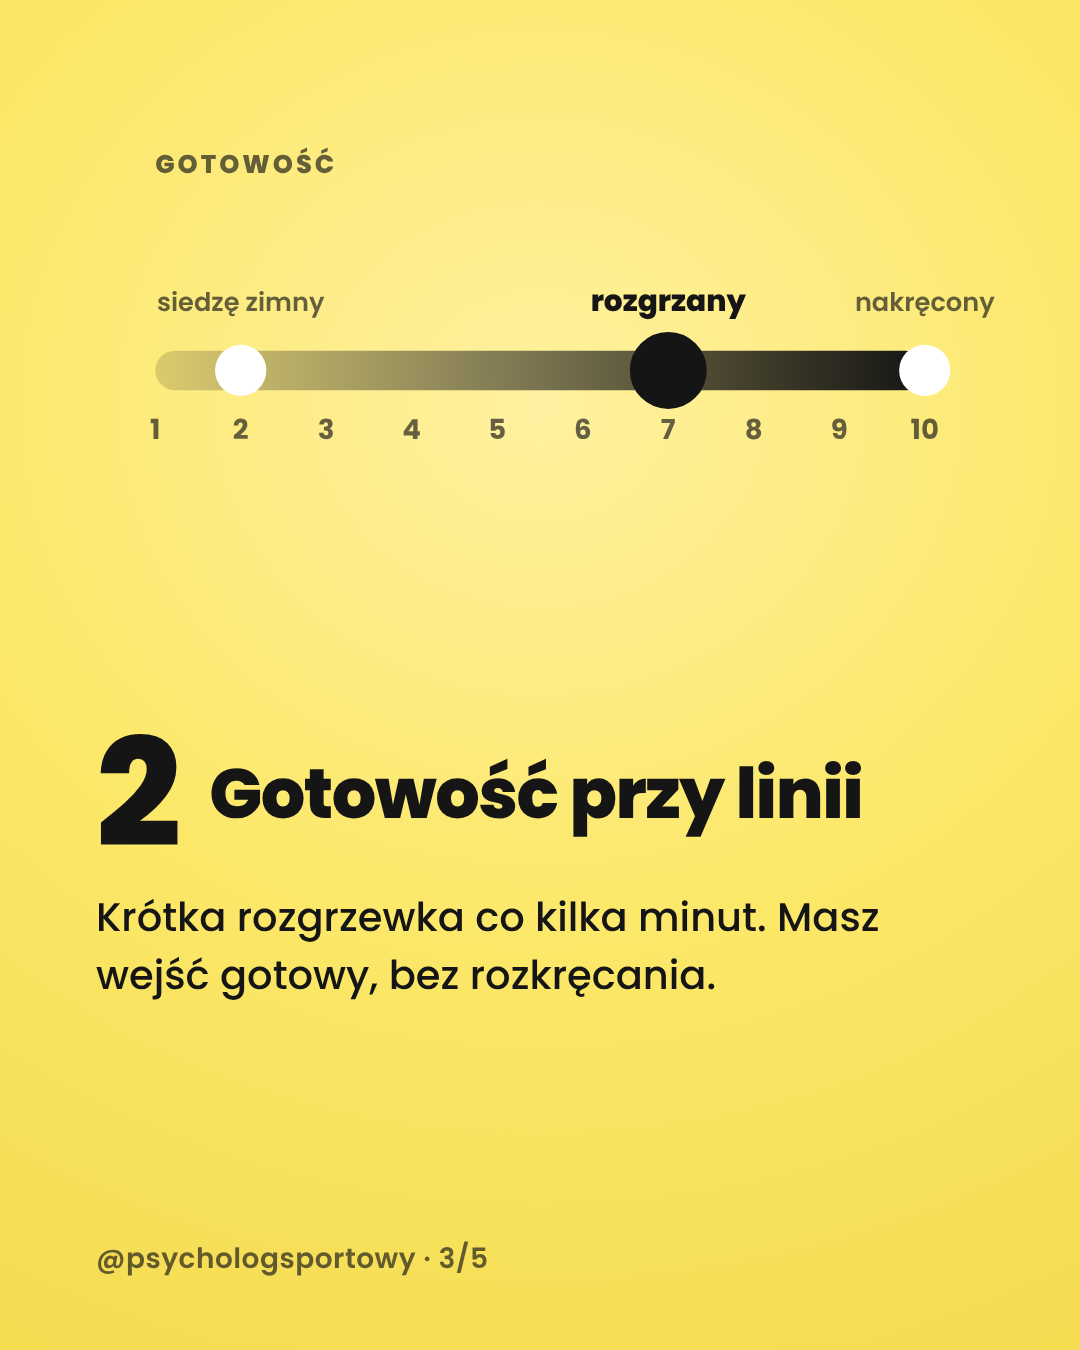 GOTOWOŚĆ
siedzę zimny rozgrzany nakręcony
1 2 3 4 5 6 7 8 9 10
2 Gotowość przy linii
Krótka rozgrzewka co kilka minut. Masz
wejść gotowy, bez rozkręcania.
@psychologsportowy · 3/5